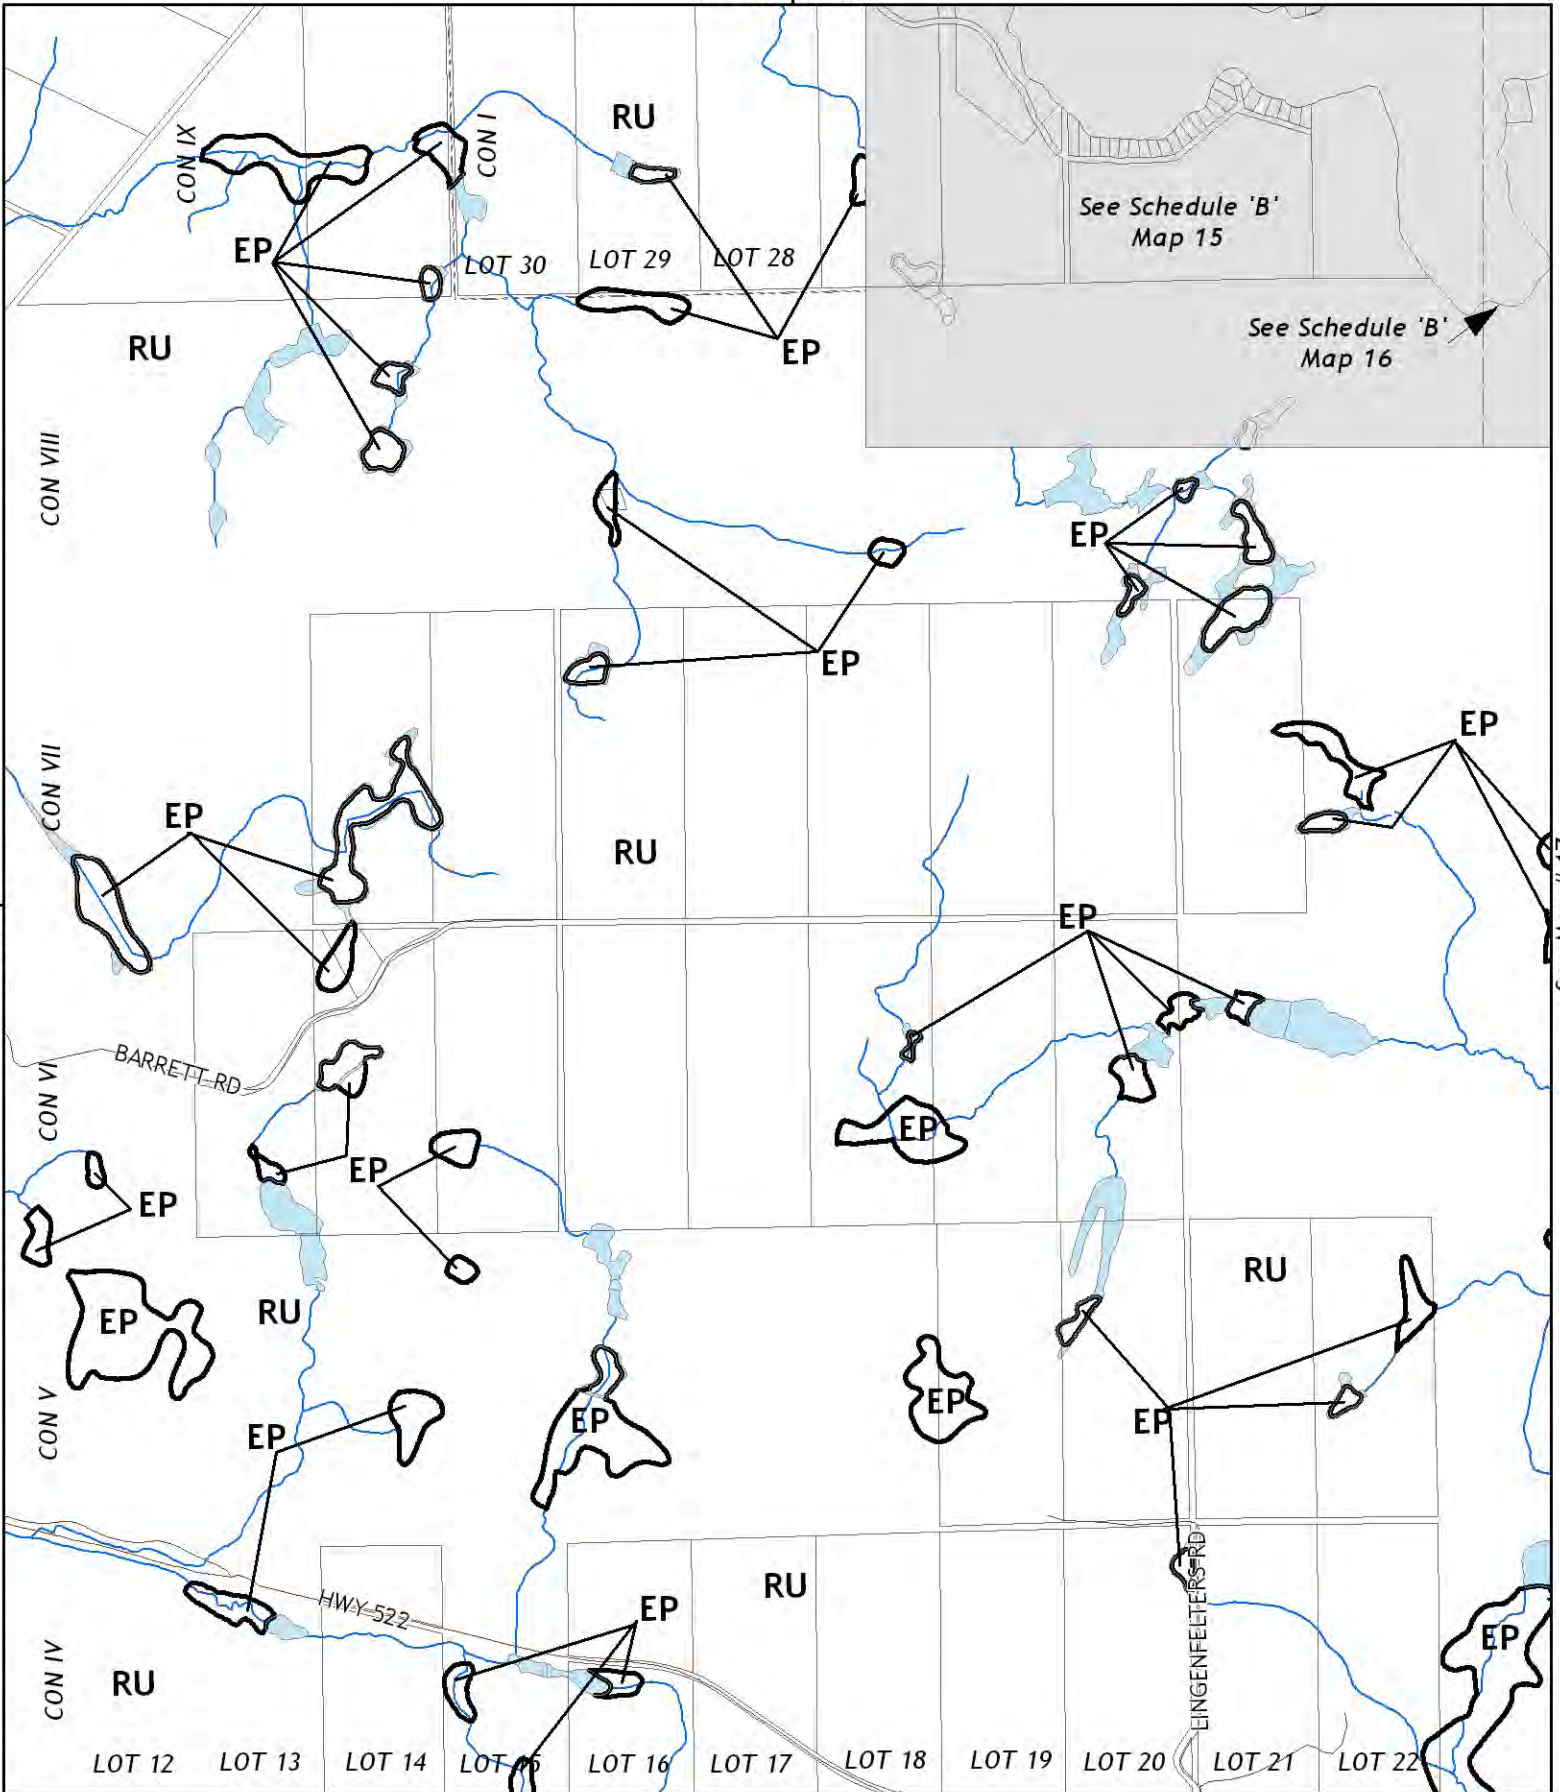 RU
CON IX
CON I
See Schedule 'B'
Map 15
EP
LOT 30
LOT 29
LOT 28
See Schedule 'B'
Map 16
RU
EP
CON VIII
EP
EP
EP
CON VII
EP
RU
EP
BARRETT RD
CON VI
EP
EP
EP
RU
RU
EP
EP
EP
EP
CON V
EP
HWY 522
RU
EP
LINGENFELTERS RD
EP
CON IV
RU
LOT 12
LOT 13
LOT 14
LOT 15
LOT 16
LOT 17
LOT 18
LOT 19
LOT 20
LOT 21
LOT 22